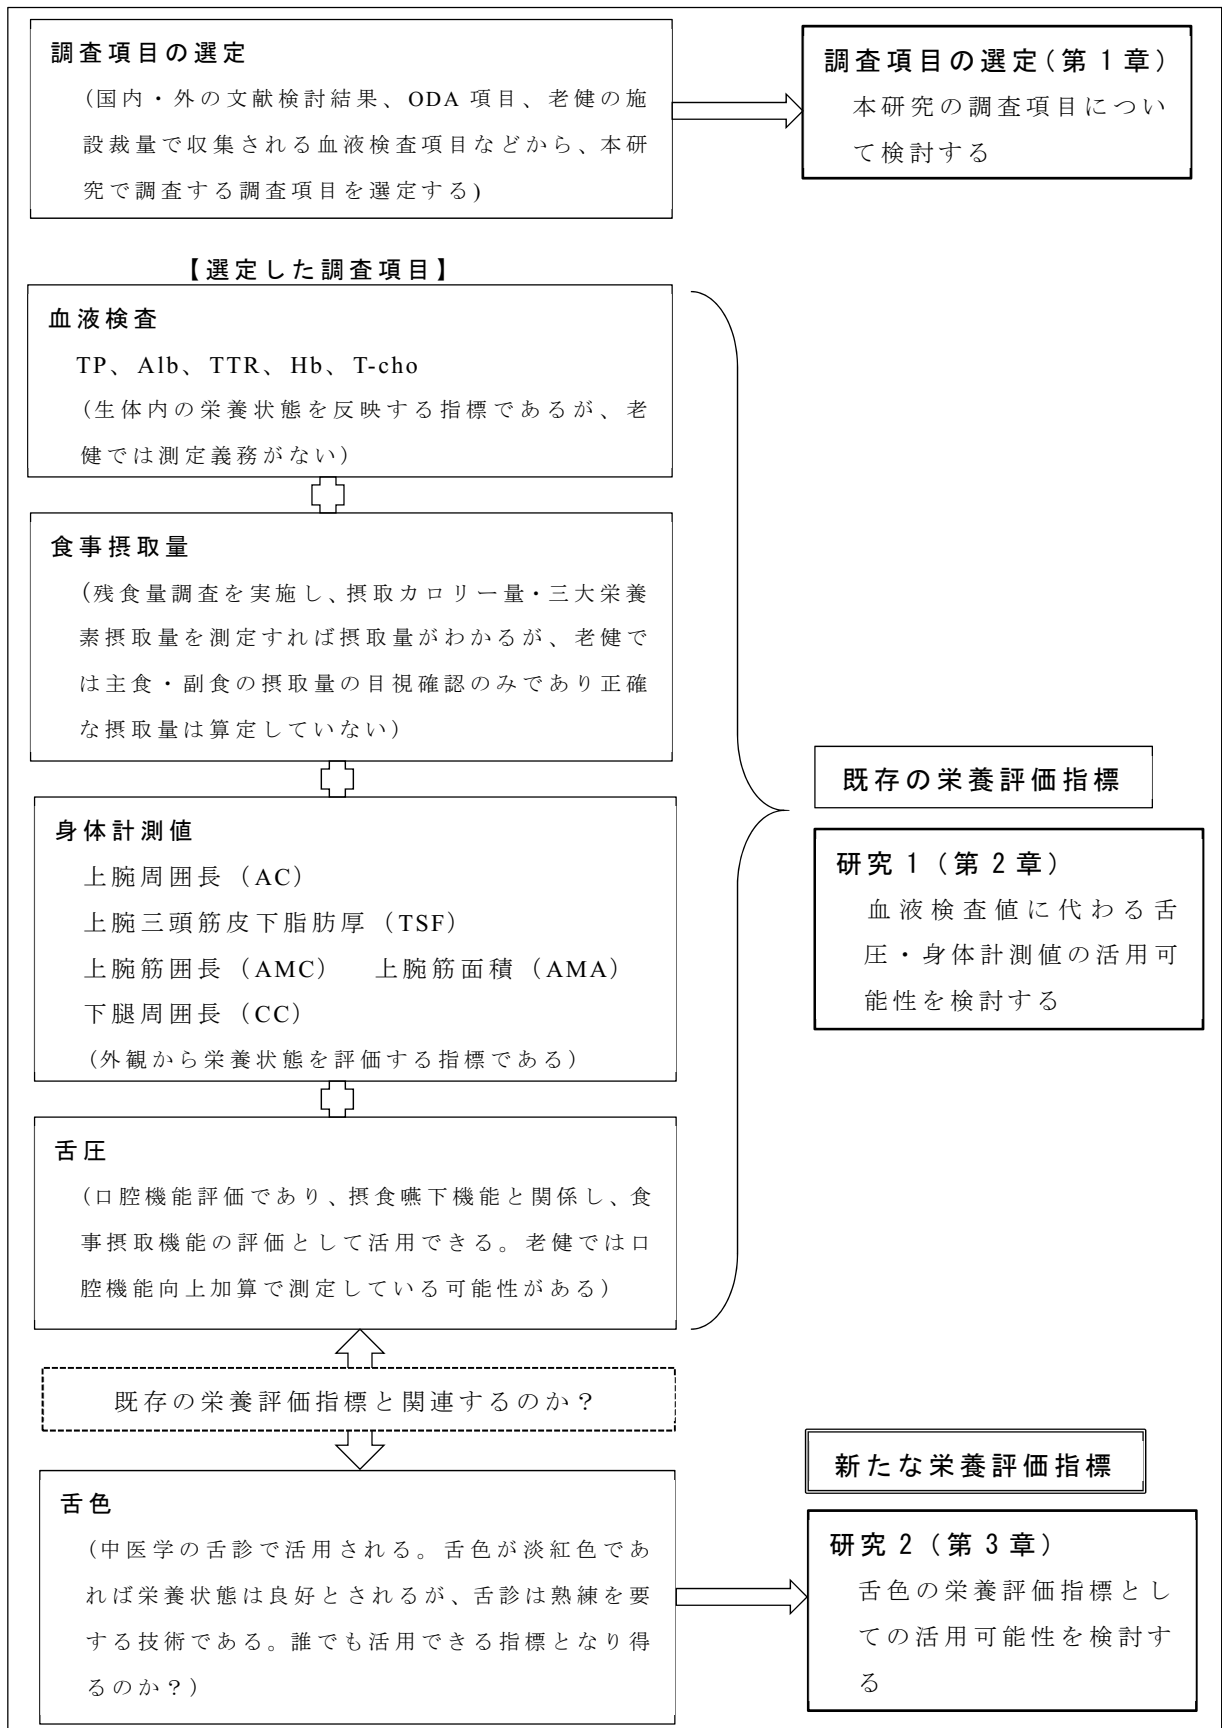 調査項目の選定
(国内・外の文献検討結果、ODA 項目、老健の施
設裁量で収集される血液検査項目などから、本研
究で調査する調査項目を選定する)
調査項目の選定(第 1 章)
本研究の調査項目につい
て検討する
【選定した調査項目】
血液検査
TP、Alb、TTR、Hb、T-cho
(生体内の栄養状態を反映する指標であるが、老
健では測定義務がない)
食事摂取量
(残食量調査を実施し、摂取カロリー量・三大栄養
素摂取量を測定すれば摂取量がわかるが、老健で
は主食・副食の摂取量の目視確認のみであり正確
な摂取量は算定していない)
身体計測値
上腕周囲長（AC）
上腕三頭筋皮下脂肪厚（TSF）
上腕筋囲長（AMC）　上腕筋面積（AMA）
下腿周囲長（CC）
(外観から栄養状態を評価する指標である)
舌圧
(口腔機能評価であり、摂食嚥下機能と関係し、食
事摂取機能の評価として活用できる。老健では口
腔機能向上加算で測定している可能性がある)
既存の栄養評価指標
研究 1（第 2 章）
血液検査値に代わる舌
圧・身体計測値の活用可
能性を検討する
既存の栄養評価指標と関連するのか？
舌色
(中医学の舌診で活用される。舌色が淡紅色であ
れば栄養状態は良好とされるが、舌診は熟練を要
する技術である。誰でも活用できる指標となり得
るのか？)
新たな栄養評価指標
研究 2（第 3 章）
舌色の栄養評価指標とし
ての活用可能性を検討す
る